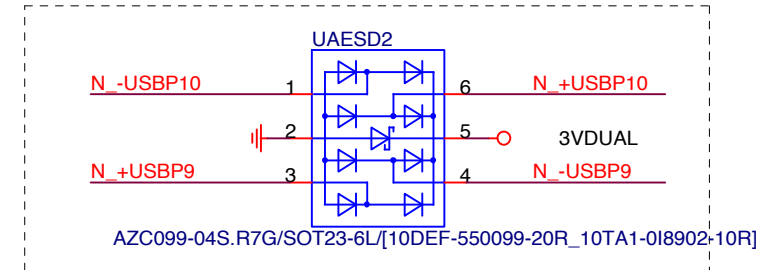 UAESD2
N_-USBP10 1 6 N_+USBP10
2 5 3VDUAL
N_+USBP9 3 4 N_-USBP9
AZC099-04S.R7G/SOT23-6L/[10DEF-550099-20R_10TA1-0I8902-10R]